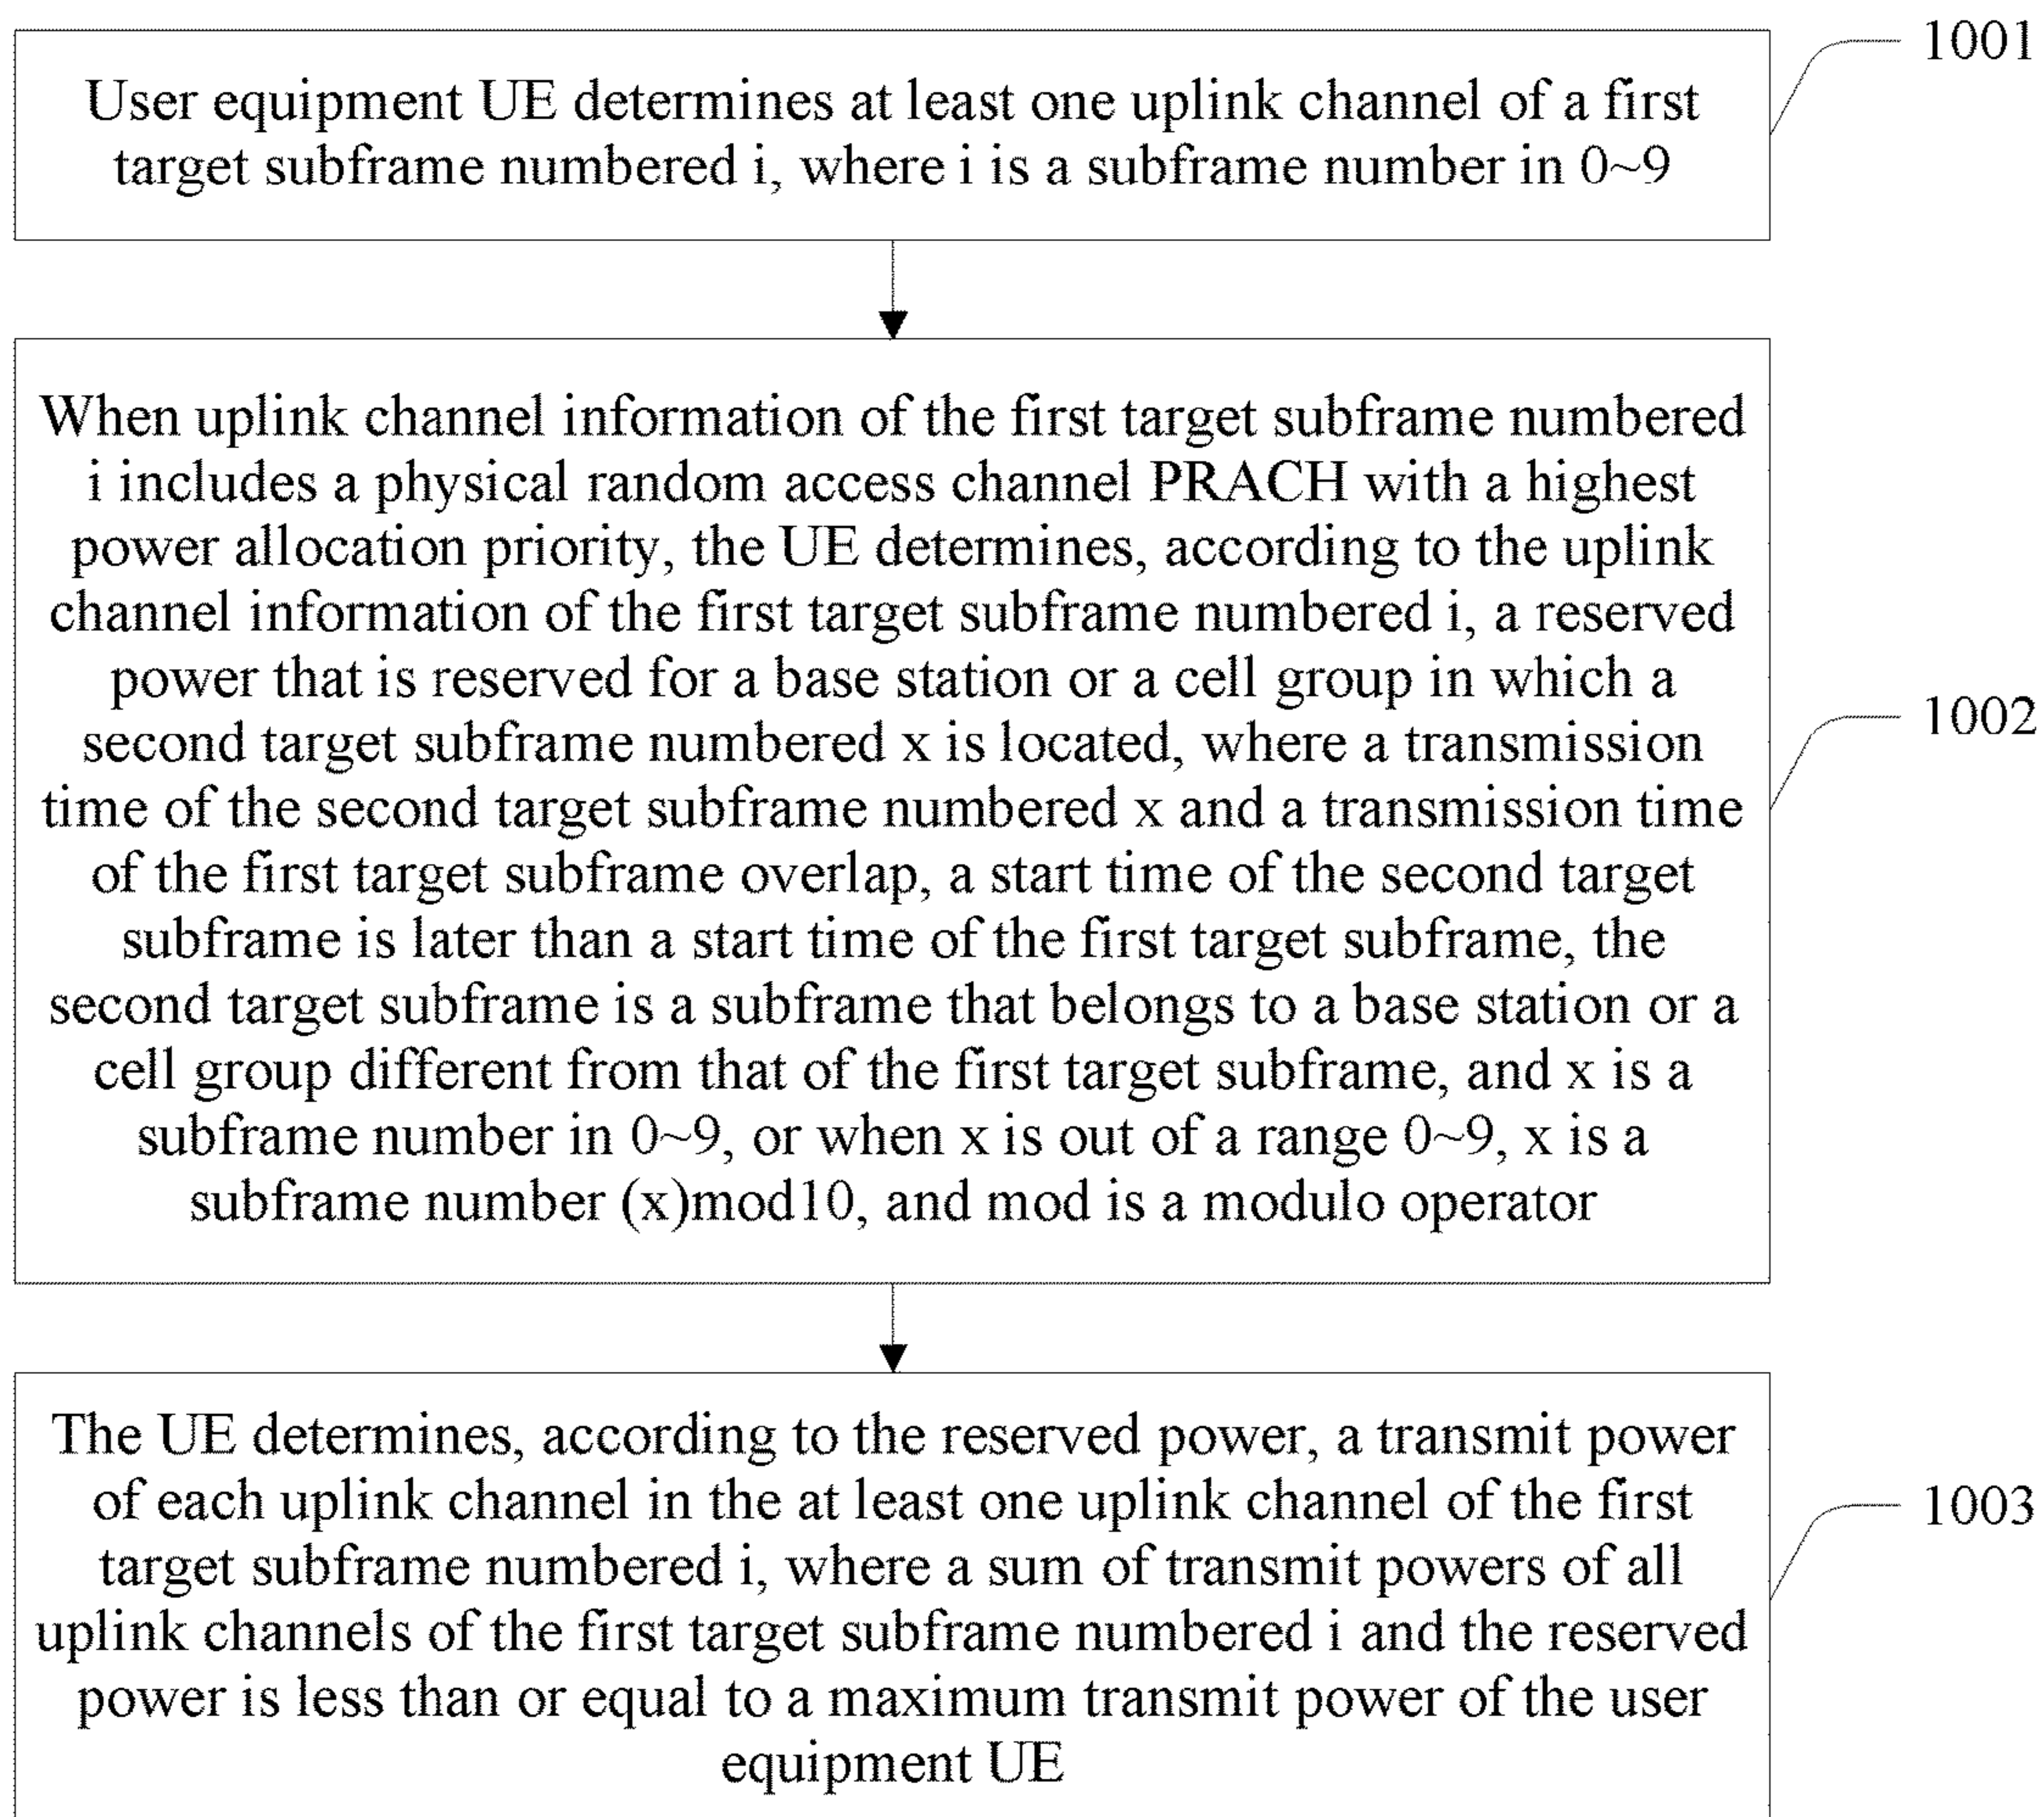 1001
User equipment UE determines at least one uplink channel of a first
target subframe numbered i, where i is a subframe number in 0~9
When uplink channel information of the first target subframe numbered
i includes a physical random access channel PRACH with a highest
power allocation priority, the UE determines, according to the uplink
channel information of the first target subframe numbered i, a reserved
power that is reserved for a base station or a cell group in which a
second target subframe numbered x is located, where a transmission
time of the second target subframe numbered x and a transmission time
of the first target subframe overlap, a start time of the second target
subframe is later than a start time of the first target subframe, the
second target subframe is a subframe that belongs to a base station or a
cell group different from that of the first target subframe, and x is a
subframe number in 0~9, or when x is out of a range 0~9, x is a
subframe number (x)mod10, and mod is a modulo operator
1002
The UE determines, according to the reserved power, a transmit power
of each uplink channel in the at least one uplink channel of the first
target subframe numbered i, where a sum of transmit powers of all
uplink channels of the first target subframe numbered i and the reserved
power is less than or equal to a maximum transmit power of the user
equipment UE
1003